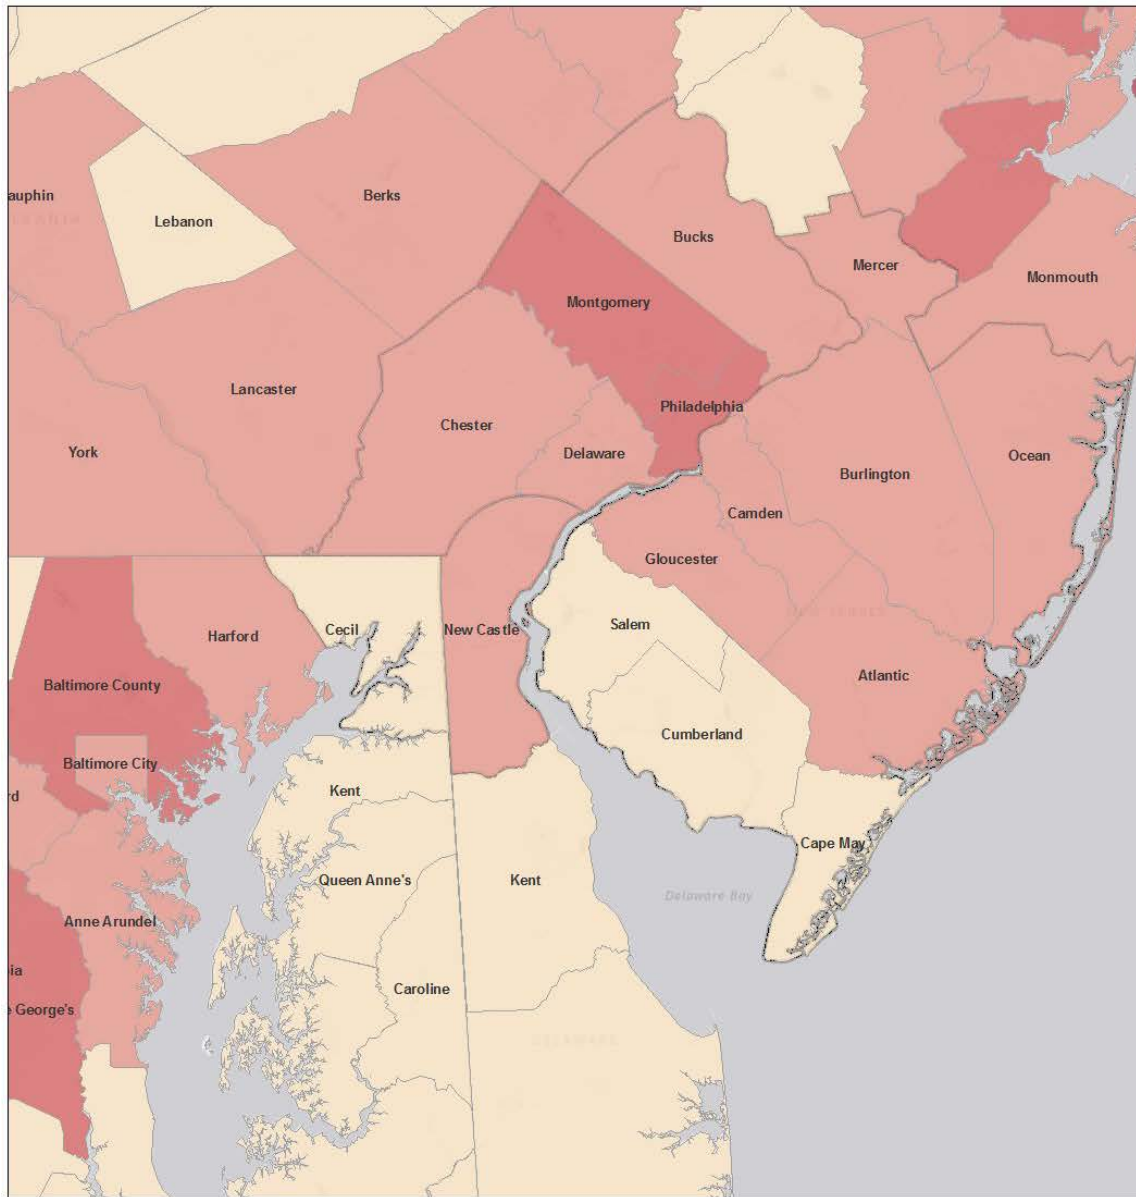 auphin
Lebanon
Berks
Bucks
Mercer
Monmouth
Montgomery
Lancaster
Chester
Philadelphia
York
Delaware
Ocean
Burlington
Camden
Gloucester
Harford
Cecil
New Castle
Salem
Atlantic
Baltimore County
Cumberland
Baltimore City
Kent
rd
Cape May
Queen Anne's
Kent
Delaware Bay
Anne Arundel
ia
Caroline
e George's
DELAWARE